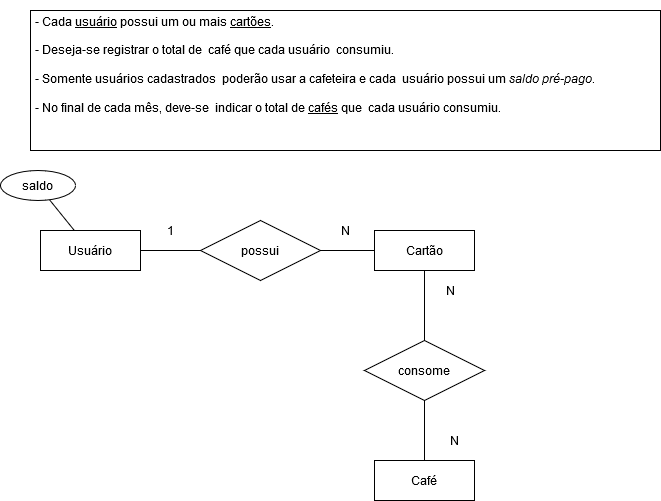 - Cada usuário possui um ou mais cartões.
- Deseja-se registrar o total de café que cada usuário consumiu.
- Somente usuários cadastrados poderão usar a cafeteira e cada usuário possui um saldo pré-pago.
- No final de cada mês, deve-se indicar o total de cafés que cada usuário consumiu.
saldo
Usuário
1
possui
N
Cartão
N
consome
N
Café